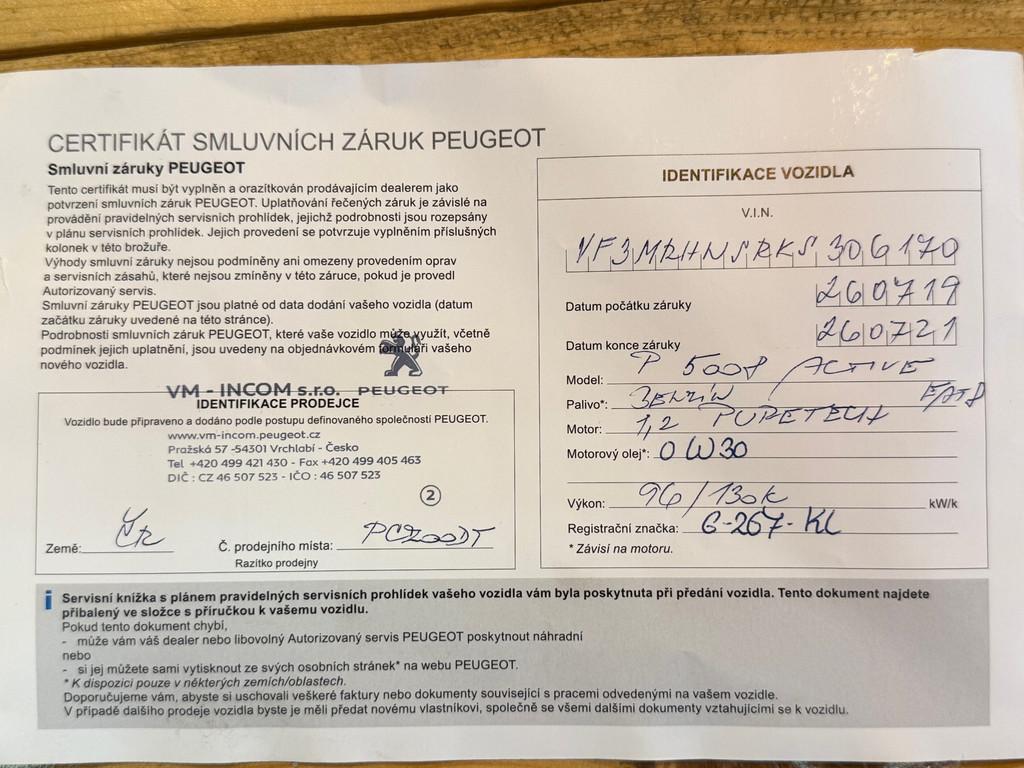 CERTIFIKÁT SMLUVNÍCH ZÁRUK PEUGEOT
Smluvní záruky PEUGEOT
Tento certifikát musí být vyplněn a orazítkován prodávajícím dealerem jako
potvrzení smluvních záruk PEUGEOT. Uplatňování řečených záruk je závislé na
provádění pravidelných servisních prohlídek, jejichž podrobnosti jsou rozepsány
v plánu servisních prohlídek. Jejich provedení se potvrzuje vyplněním příslušných
kolonek v této brožuře.
Výhody smluvní záruky nejsou podmíněny ani omezeny provedením oprav
a servisních zásahů, které nejsou zmíněny v této záruce, pokud je provedl
Autorizovaný servis.
Smluvní záruky PEUGEOT jsou platné od data dodání vašeho vozidla (datum
začátku záruky uvedené na této stránce).
Podrobnosti smluvních záruk PEUGEOT, které vaše vozidlo může využít, včetně
podmínek jejich uplatnění, jsou uvedeny na objednávkovém formuláři vašeho
nového vozidla.
VM - INCOM s.r.o. PEUGEOT
IDENTIFIKACE PRODEJCE
Vozidlo bude připraveno a dodáno podle postupu definovaného společností PEUGEOT.
www.vm-incom.peugeot.cz
Pražská 57 -54301 Vrchlabí - Česko
Tel +420 499 421 430 - Fax +420 499 405 463
DIČ : CZ 46 507 523 - IČO : 46 507 523
2
Země: ČR Č. prodejního místa: PCZ00DT
Razítko prodejny
IDENTIFIKACE VOZIDLA
V.I.N.
VF3MRHNSRKS306170
Datum počátku záruky 260719
Datum konce záruky 260721
Model: P 5008 ACTIVE
Palivo*: BENZÍN EAT8
Motor: 1,2 PURETECH
Motorový olej*: 0W30
Výkon: 96/130k kW/k
Registrační značka: G-267-KL
* Závisí na motoru.
i Servisní knížka s plánem pravidelných servisních prohlídek vašeho vozidla vám byla poskytnuta při předání vozidla. Tento dokument najdete
přibalený ve složce s příručkou k vašemu vozidlu.
Pokud tento dokument chybí,
- může vám váš dealer nebo libovolný Autorizovaný servis PEUGEOT poskytnout náhradní
nebo
- si jej můžete sami vytisknout ze svých osobních stránek* na webu PEUGEOT.
* K dispozici pouze v některých zemích/oblastech.
Doporučujeme vám, abyste si uschovali veškeré faktury nebo dokumenty související s pracemi odvedenými na vašem vozidle.
V případě dalšího prodeje vozidla byste je měli předat novému vlastníkovi, společně se všemi dalšími dokumenty vztahujícími se k vozidlu.